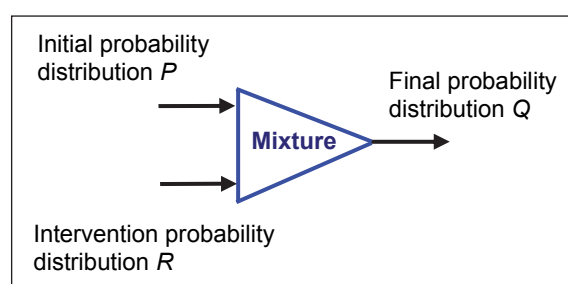 Initial probability
distribution P
Final probability
distribution Q
Mixture
Intervention probability
distribution R